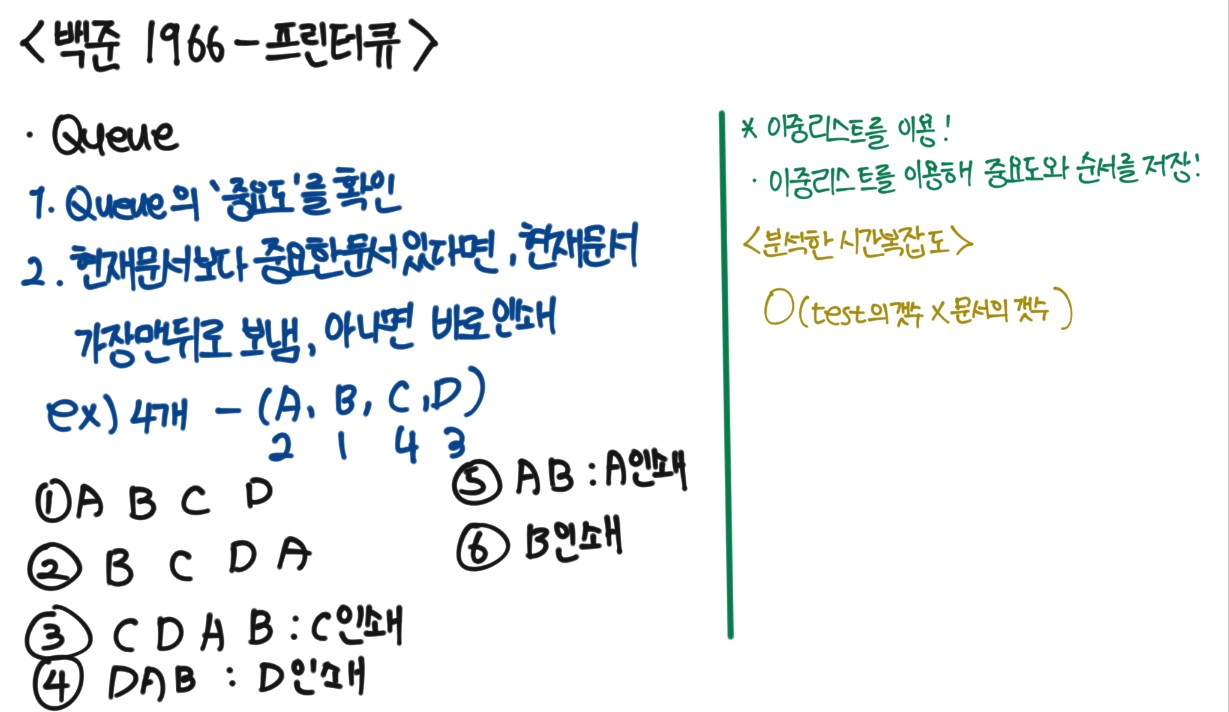 <백준 1966 - 프린터큐>
· Queue
1. Queue의 '중요도'를 확인
2. 현재문서보다 중요한문서있다면, 현재문서
가장맨뒤로 보냄, 아니면 바로인쇄
ex) 4개 - (A, B, C, D)
2 1 4 3
① A B C D
② B C D A
③ C D A B : C인쇄
④ D A B : D인쇄
⑤ A B : A인쇄
⑥ B인쇄
* 이중리스트를 이용!
· 이중리스트를 이용해 중요도와 순서를 저장!
<분석한 시간복잡도>
O(test의갯수 X 문서의 갯수)